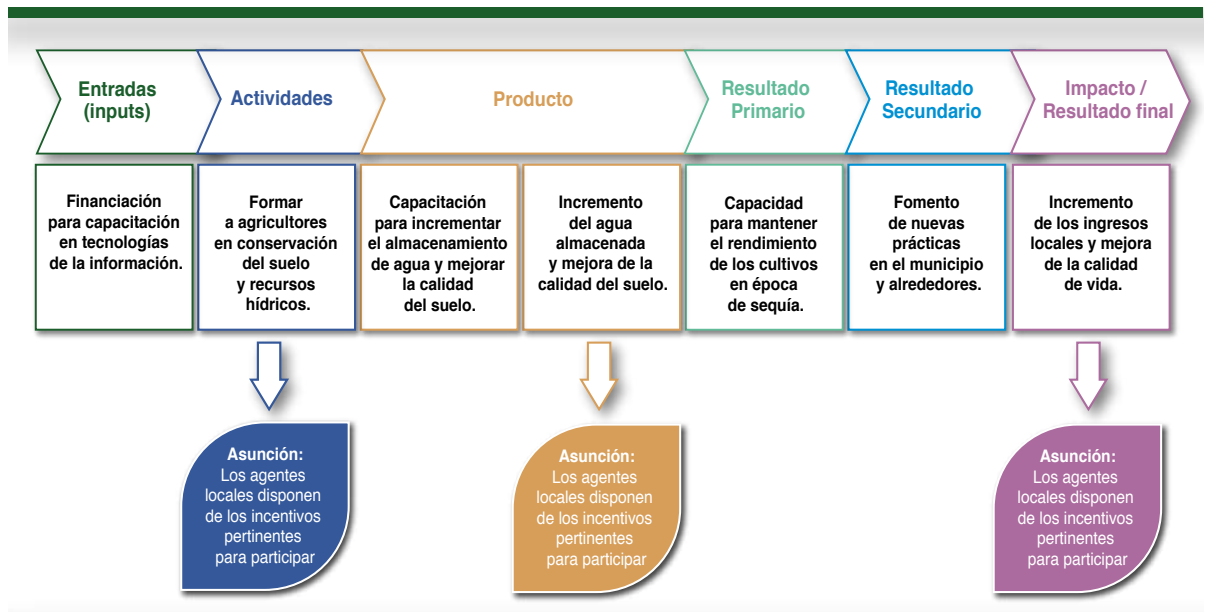 Entradas
(inputs)
Actividades
Producto
Resultado
Primario
Resultado
Secundario
Impacto /
Resultado final
Financiación
para capacitación
en tecnologías
de la información.
Formar
a agricultores
en conservación
del suelo
y recursos
hídricos.
Capacitación
para incrementar
el almacenamiento
de agua y mejorar
la calidad
del suelo.
Incremento
del agua
almacenada
y mejora de la
calidad del suelo.
Capacidad
para mantener
el rendimiento
de los cultivos
en época
de sequía.
Fomento
de nuevas
prácticas
en el municipio
y alrededores.
Incremento
de los ingresos
locales y mejora
de la calidad
de vida.
Asunción:
Los agentes
locales disponen
de los incentivos
pertinentes
para participar
Asunción:
Los agentes
locales disponen
de los incentivos
pertinentes
para participar
Asunción:
Los agentes
locales disponen
de los incentivos
pertinentes
para participar